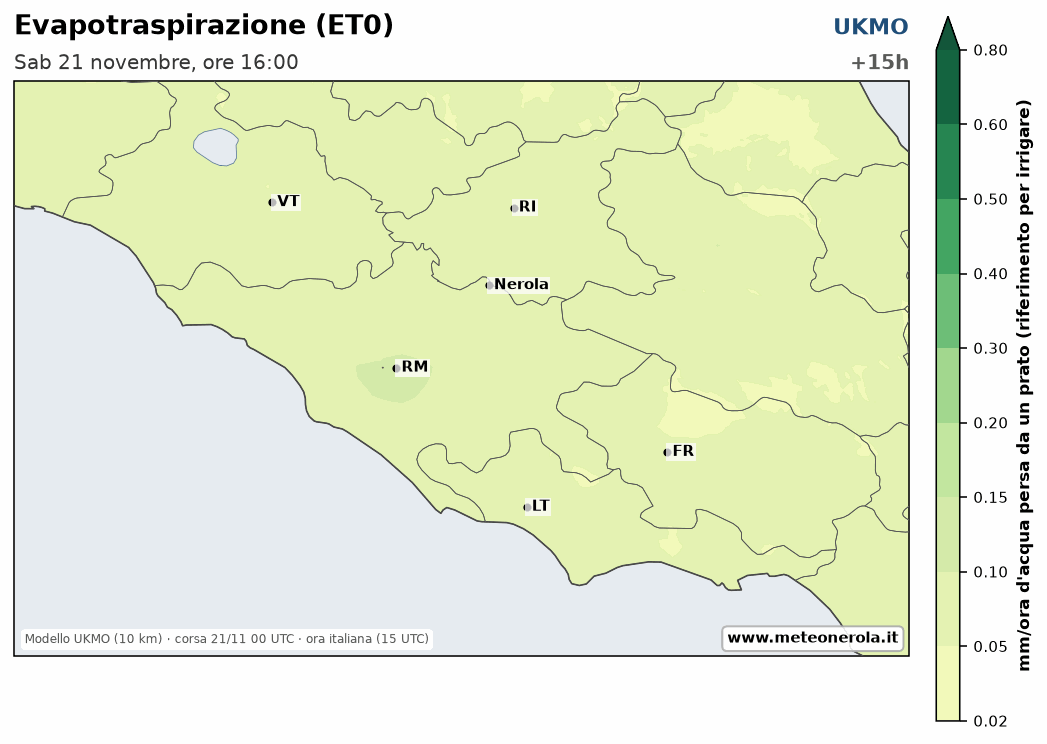 Evapotraspirazione (ET0)
UKMO
Sab 21 novembre, ore 16:00
+15h
VT
RI
Nerola
RM
FR
LT
Modello UKMO (10 km) · corsa 21/11 00 UTC · ora italiana (15 UTC)
www.meteonerola.it
0.80
0.60
0.50
0.40
0.30
0.20
0.15
0.10
0.05
0.02
mm/ora d'acqua persa da un prato (riferimento per irrigare)